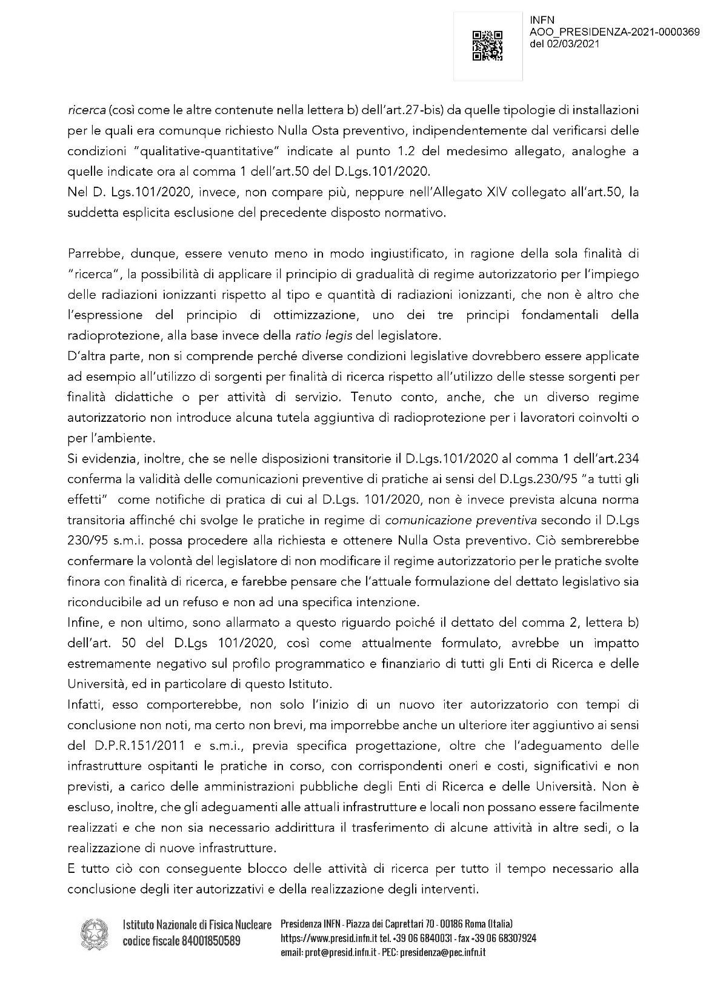 INFN
AOO_PRESIDENZA-2021-0000369
del 02/03/2021
ricerca (così come le altre contenute nella lettera b) dell'art.27-bis) da quelle tipologie di installazioni
per le quali era comunque richiesto Nulla Osta preventivo, indipendentemente dal verificarsi delle
condizioni "qualitative-quantitative" indicate al punto 1.2 del medesimo allegato, analoghe a
quelle indicate ora al comma 1 dell'art.50 del D.Lgs.101/2020.
Nel D. Lgs.101/2020, invece, non compare più, neppure nell'Allegato XIV collegato all'art.50, la
suddetta esplicita esclusione del precedente disposto normativo.
Parrebbe, dunque, essere venuto meno in modo ingiustificato, in ragione della sola finalità di
"ricerca", la possibilità di applicare il principio di gradualità di regime autorizzatorio per l'impiego
delle radiazioni ionizzanti rispetto al tipo e quantità di radiazioni ionizzanti, che non è altro che
l'espressione del principio di ottimizzazione, uno dei tre principi fondamentali della
radioprotezione, alla base invece della ratio legis del legislatore.
D'altra parte, non si comprende perché diverse condizioni legislative dovrebbero essere applicate
ad esempio all'utilizzo di sorgenti per finalità di ricerca rispetto all'utilizzo delle stesse sorgenti per
finalità didattiche o per attività di servizio. Tenuto conto, anche, che un diverso regime
autorizzatorio non introduce alcuna tutela aggiuntiva di radioprotezione per i lavoratori coinvolti o
per l'ambiente.
Si evidenzia, inoltre, che se nelle disposizioni transitorie il D.Lgs.101/2020 al comma 1 dell'art.234
conferma la validità delle comunicazioni preventive di pratiche ai sensi del D.Lgs.230/95 "a tutti gli
effetti" come notifiche di pratica di cui al D.Lgs. 101/2020, non è invece prevista alcuna norma
transitoria affinché chi svolge le pratiche in regime di comunicazione preventiva secondo il D.Lgs
230/95 s.m.i. possa procedere alla richiesta e ottenere Nulla Osta preventivo. Ciò sembrerebbe
confermare la volontà del legislatore di non modificare il regime autorizzatorio per le pratiche svolte
finora con finalità di ricerca, e farebbe pensare che l'attuale formulazione del dettato legislativo sia
riconducibile ad un refuso e non ad una specifica intenzione.
Infine, e non ultimo, sono allarmato a questo riguardo poiché il dettato del comma 2, lettera b)
dell'art. 50 del D.Lgs 101/2020, così come attualmente formulato, avrebbe un impatto
estremamente negativo sul profilo programmatico e finanziario di tutti gli Enti di Ricerca e delle
Università, ed in particolare di questo Istituto.
Infatti, esso comporterebbe, non solo l'inizio di un nuovo iter autorizzatorio con tempi di
conclusione non noti, ma certo non brevi, ma imporrebbe anche un ulteriore iter aggiuntivo ai sensi
del D.P.R.151/2011 e s.m.i., previa specifica progettazione, oltre che l'adeguamento delle
infrastrutture ospitanti le pratiche in corso, con corrispondenti oneri e costi, significativi e non
previsti, a carico delle amministrazioni pubbliche degli Enti di Ricerca e delle Università. Non è
escluso, inoltre, che gli adeguamenti alle attuali infrastrutture e locali non possano essere facilmente
realizzati e che non sia necessario addirittura il trasferimento di alcune attività in altre sedi, o la
realizzazione di nuove infrastrutture.
E tutto ciò con conseguente blocco delle attività di ricerca per tutto il tempo necessario alla
conclusione degli iter autorizzativi e della realizzazione degli interventi.
Istituto Nazionale di Fisica Nucleare
codice fiscale 84001850589
Presidenza INFN - Piazza dei Caprettari 70 - 00186 Roma (Italia)
https://www.presid.infn.it tel. +39 06 6840031 - fax +39 06 68307924
email: prot@presid.infn.it - PEC: presidenza@pec.infn.it